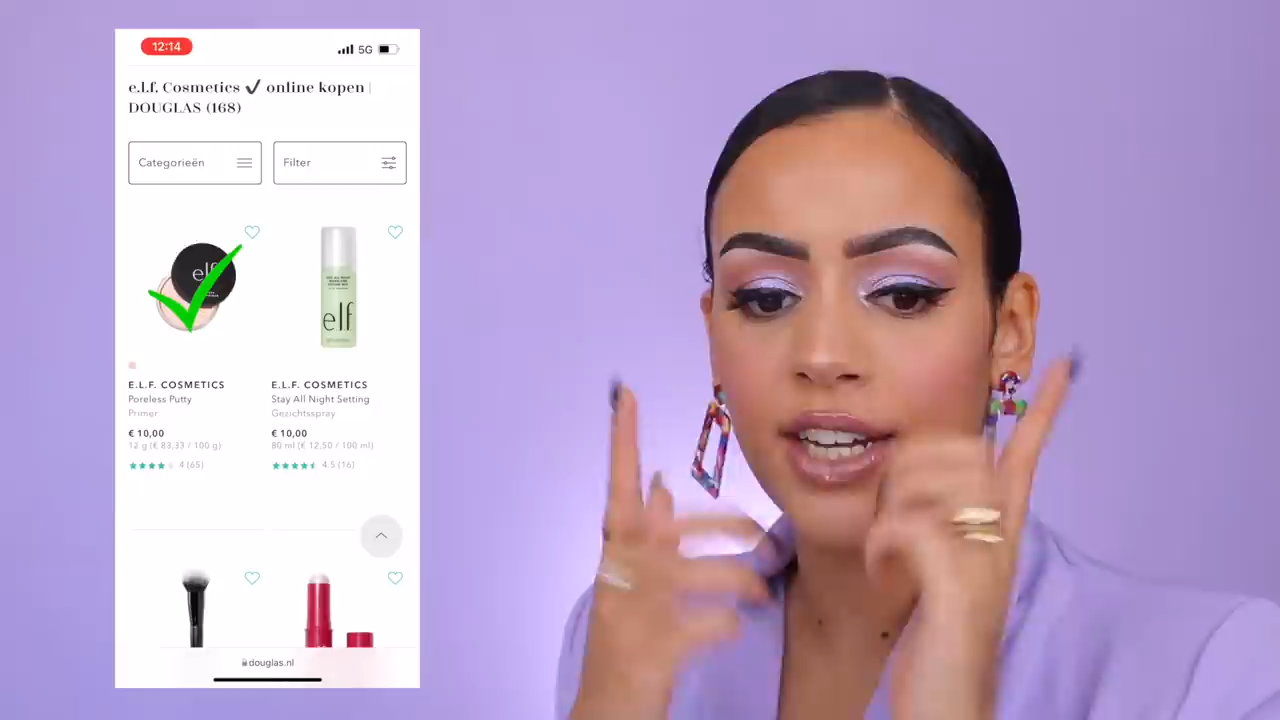 12:14
5G
e.l.f. Cosmetics ✓ online kopen |
DOUGLAS (168)
Categorieën
Filter
elf
elf
E.L.F. COSMETICS
Poreless Putty
Primer
€ 10,00
12 g (€ 83,33 / 100 g)
4 (65)
E.L.F. COSMETICS
Stay All Night Setting
Gezichtsspray
€ 10,00
80 ml (€ 12,50 / 100 ml)
4.5 (16)
douglas.nl